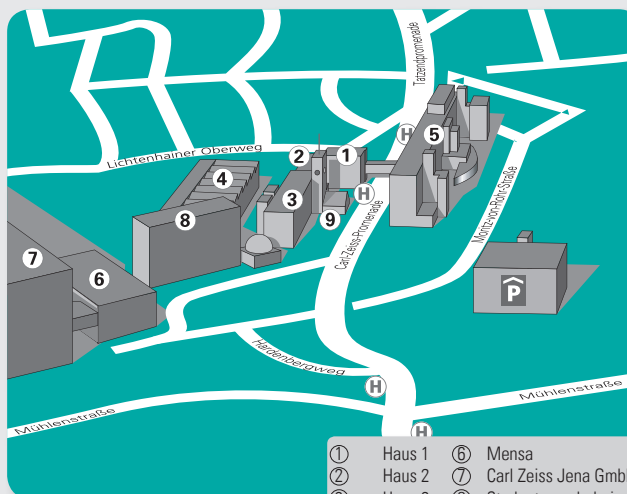 Tatzendpromenade
H
5
Lichtenhainer Oberweg
2
1
4
H
3
8
9
Carl-Zeiss-Promenade
Moritz-von-Rohr-Straße
7
6
P
Hardenbergweg
H
Mühlenstraße
Mühlenstraße
H
1 Haus 1 6 Mensa
2 Haus 2 7 Carl Zeiss Jena Gmb